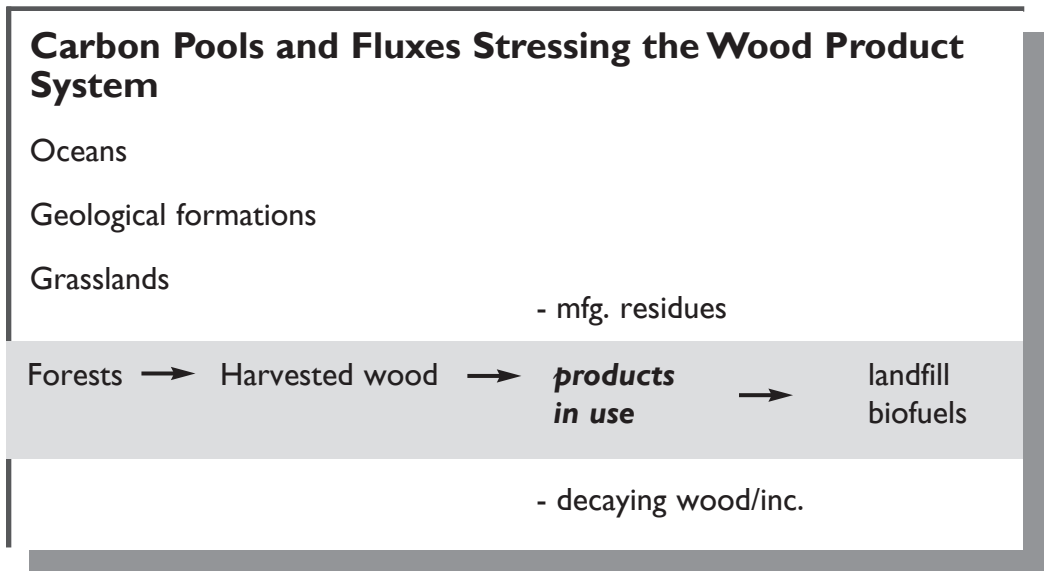 Carbon Pools and Fluxes Stressing the Wood Product
System
Oceans
Geological formations
Grasslands
- mfg. residues
Forests → Harvested wood → products in use → landfill biofuels
- decaying wood/inc.